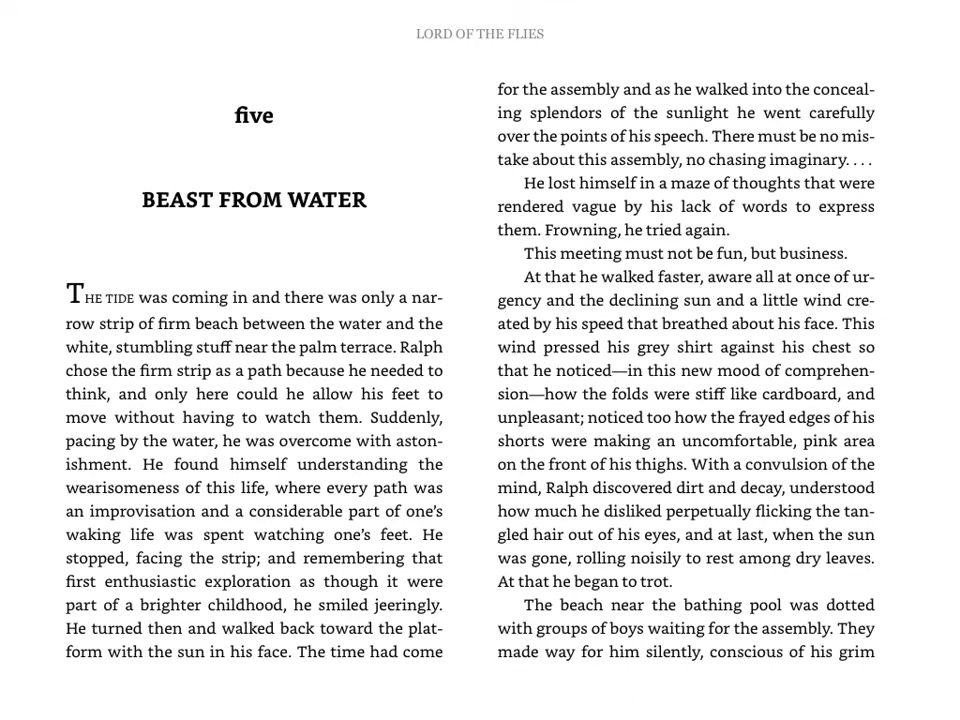 LORD OF THE FLIES
five
BEAST FROM WATER
THE TIDE was coming in and there was only a nar-
row strip of firm beach between the water and the
white, stumbling stuff near the palm terrace. Ralph
chose the firm strip as a path because he needed to
think, and only here could he allow his feet to
move without having to watch them. Suddenly,
pacing by the water, he was overcome with aston-
ishment. He found himself understanding the
wearisomeness of this life, where every path was
an improvisation and a considerable part of one’s
waking life was spent watching one’s feet. He
stopped, facing the strip; and remembering that
first enthusiastic exploration as though it were
part of a brighter childhood, he smiled jeeringly.
He turned then and walked back toward the plat-
form with the sun in his face. The time had come
for the assembly and as he walked into the conceal-
ing splendors of the sunlight he went carefully
over the points of his speech. There must be no mis-
take about this assembly, no chasing imaginary. . . .
He lost himself in a maze of thoughts that were
rendered vague by his lack of words to express
them. Frowning, he tried again.
This meeting must not be fun, but business.
At that he walked faster, aware all at once of ur-
gency and the declining sun and a little wind cre-
ated by his speed that breathed about his face. This
wind pressed his grey shirt against his chest so
that he noticed—in this new mood of comprehen-
sion—how the folds were stiff like cardboard, and
unpleasant; noticed too how the frayed edges of his
shorts were making an uncomfortable, pink area
on the front of his thighs. With a convulsion of the
mind, Ralph discovered dirt and decay, understood
how much he disliked perpetually flicking the tan-
gled hair out of his eyes, and at last, when the sun
was gone, rolling noisily to rest among dry leaves.
At that he began to trot.
The beach near the bathing pool was dotted
with groups of boys waiting for the assembly. They
made way for him silently, conscious of his grim